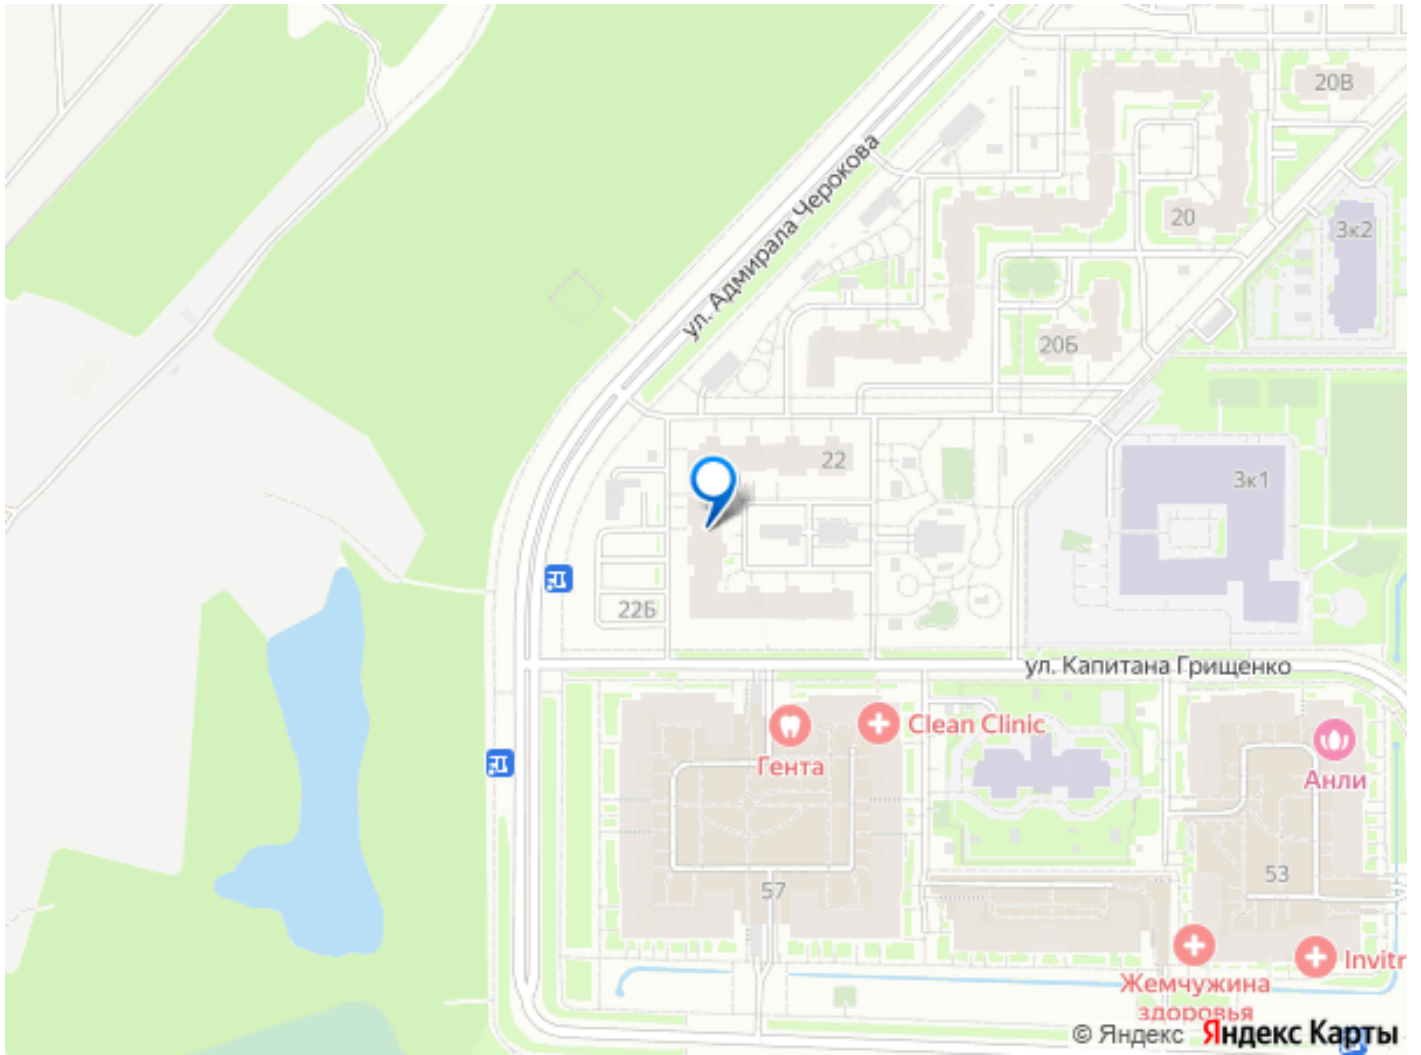 20В
ул. Адмирала Черокова
20
3к2
20Б
22
3к1
22Б
ул. Капитана Грищенко
Clean Clinic
Гента
Анли
57
53
Invitr
Жемчужина
здоровья
© Яндекс Яндекс Карты